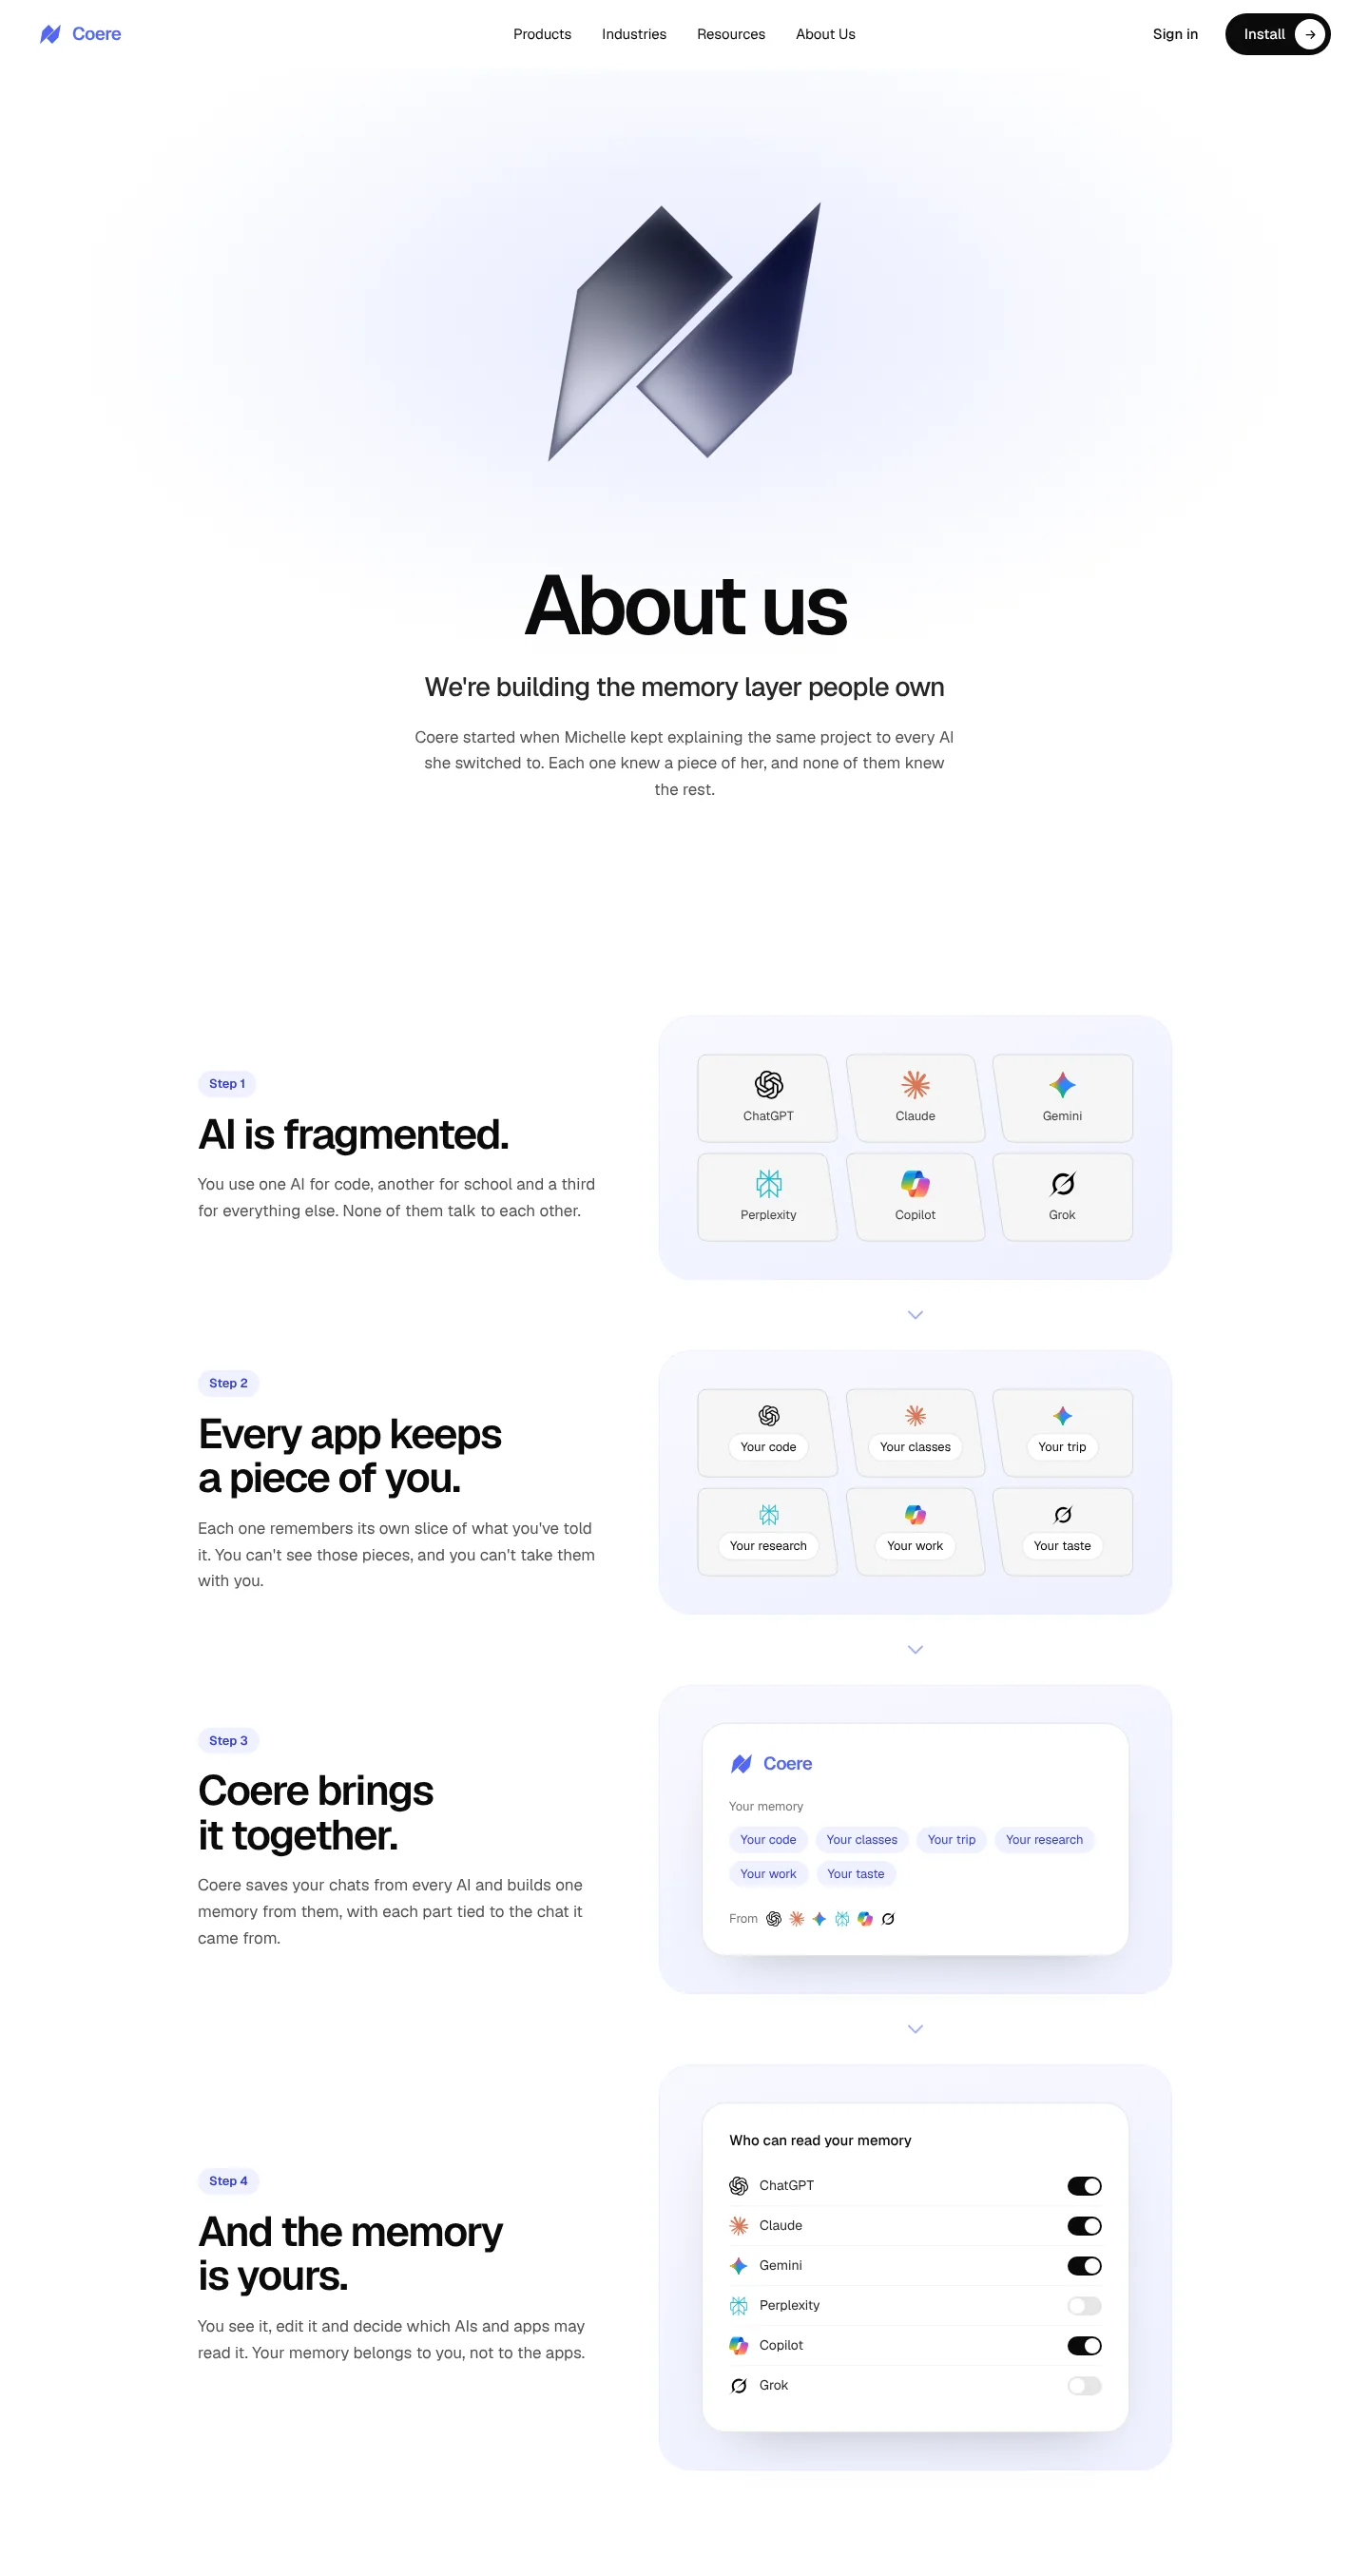 Coere
Products Industries Resources About Us
Sign in
Install
About us
We're building the memory layer people own
Coere started when Michelle kept explaining the same project to every AI
she switched to. Each one knew a piece of her, and none of them knew
the rest.
Step 1
AI is fragmented.
You use one AI for code, another for school and a third
for everything else. None of them talk to each other.
ChatGPT Claude Gemini
Perplexity Copilot Grok
Step 2
Every app keeps
a piece of you.
Each one remembers its own slice of what you've told
it. You can't see those pieces, and you can't take them
with you.
Your code Your classes Your trip
Your research Your work Your taste
Step 3
Coere brings
it together.
Coere saves your chats from every AI and builds one
memory from them, with each part tied to the chat it
came from.
Coere
Your memory
Your code Your classes Your trip Your research
Your work Your taste
From
Step 4
And the memory
is yours.
You see it, edit it and decide which AIs and apps may
read it. Your memory belongs to you, not to the apps.
Who can read your memory
ChatGPT
Claude
Gemini
Perplexity
Copilot
Grok